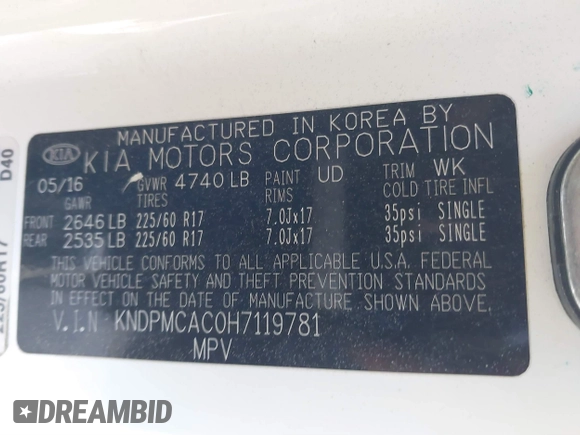 MANUFACTURED IN KOREA BY
KIA KIA MOTORS CORPORATION
05/16 GVWR 4740 LB PAINT UD TRIM WK
GAWR TIRES RIMS COLD TIRE INFL
FRONT 2646 LB 225/60 R17 7.0Jx17 35psi SINGLE
REAR 2535 LB 225/60 R17 7.0Jx17 35psi SINGLE
THIS VEHICLE CONFORMS TO ALL APPLICABLE U.S.A. FEDERAL
MOTOR VEHICLE SAFETY AND THEFT PREVENTION STANDARDS
IN EFFECT ON THE DATE OF MANUFACTURE SHOWN ABOVE.
V.I.N KNDPMCAC0H7119781
MPV
D40
DREAMBID